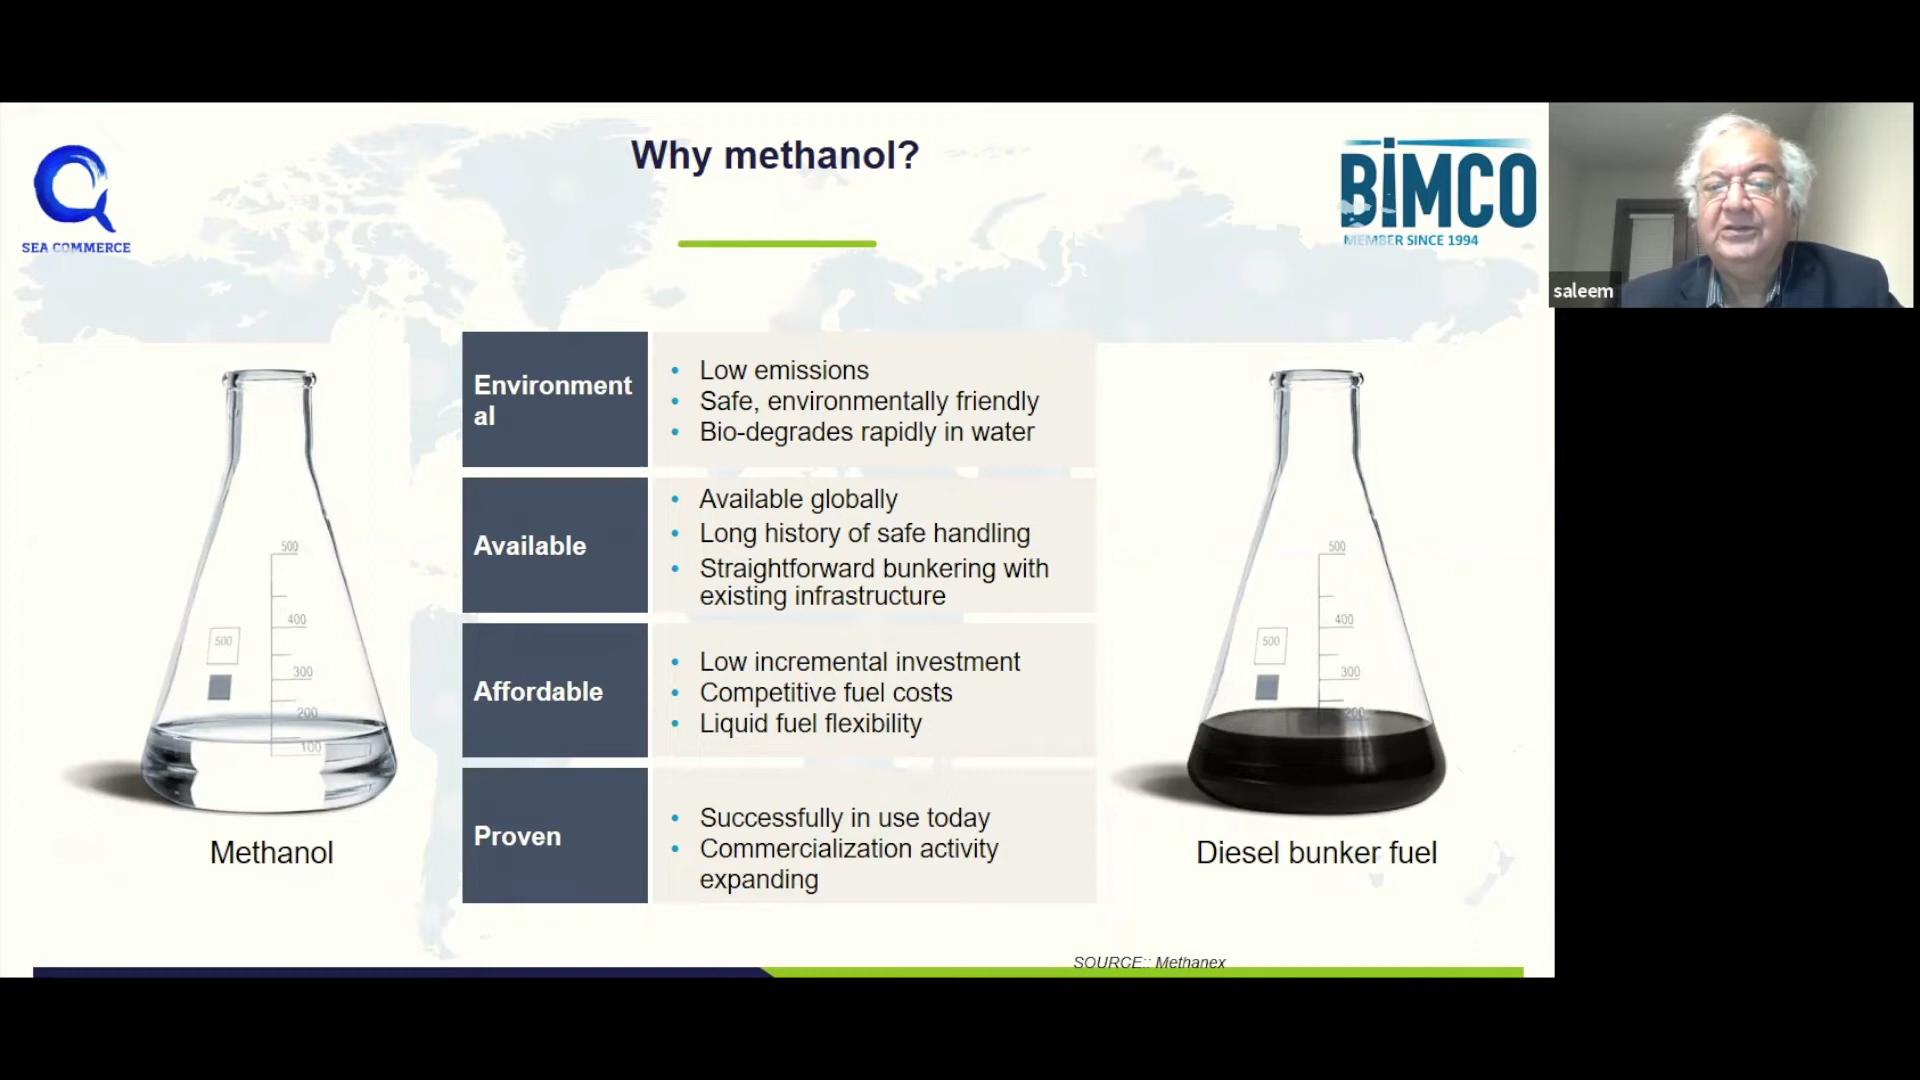 Why methanol?
SEA COMMERCE
BIMCO
MEMBER SINCE 1994
saleem
Environment
al
• Low emissions
• Safe, environmentally friendly
• Bio-degrades rapidly in water
Available
• Available globally
• Long history of safe handling
• Straightforward bunkering with
existing infrastructure
Affordable
• Low incremental investment
• Competitive fuel costs
• Liquid fuel flexibility
Proven
• Successfully in use today
• Commercialization activity
expanding
500
400
500
300
200
100
Methanol
500
400
500
300
200
Diesel bunker fuel
SOURCE:: Methanex